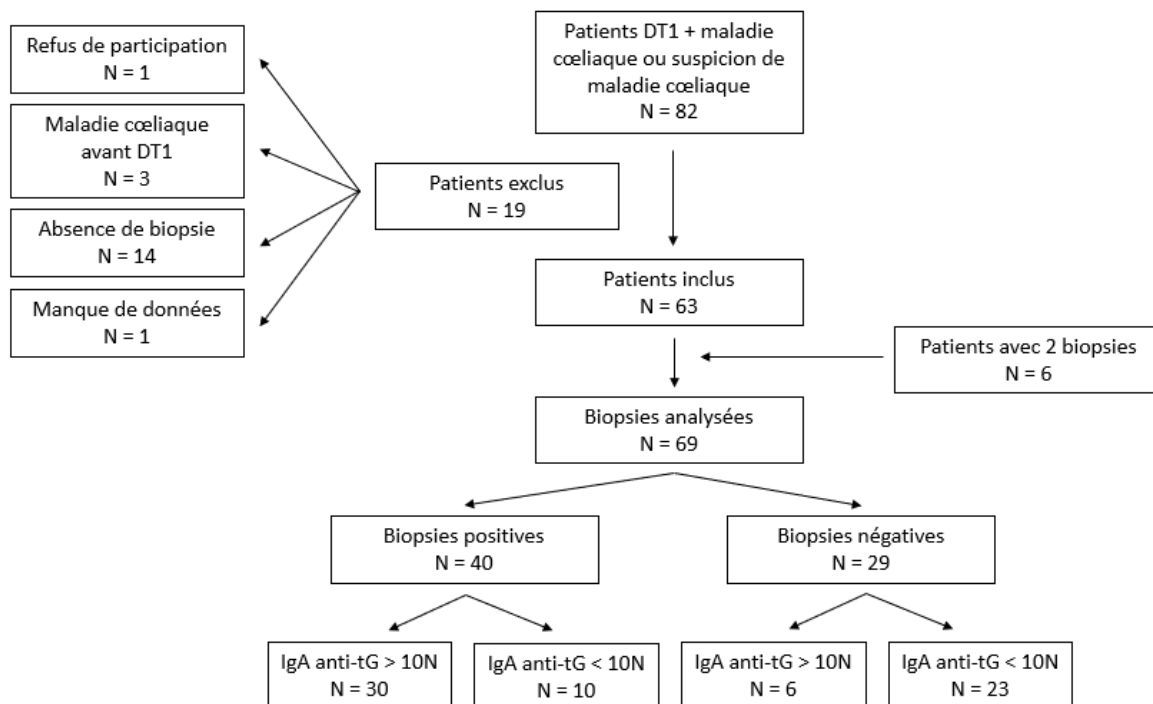 Patients DT1 + maladie
cœliaque ou suspicion de
maladie cœliaque
N = 82
Refus de participation
N = 1
Maladie cœliaque
avant DT1
N = 3
Absence de biopsie
N = 14
Manque de données
N = 1
Patients exclus
N = 19
Patients inclus
N = 63
Patients avec 2 biopsies
N = 6
Biopsies analysées
N = 69
Biopsies positives
N = 40
Biopsies négatives
N = 29
IgA anti-tG > 10N
N = 30
IgA anti-tG < 10N
N = 10
IgA anti-tG > 10N
N = 6
IgA anti-tG < 10N
N = 23